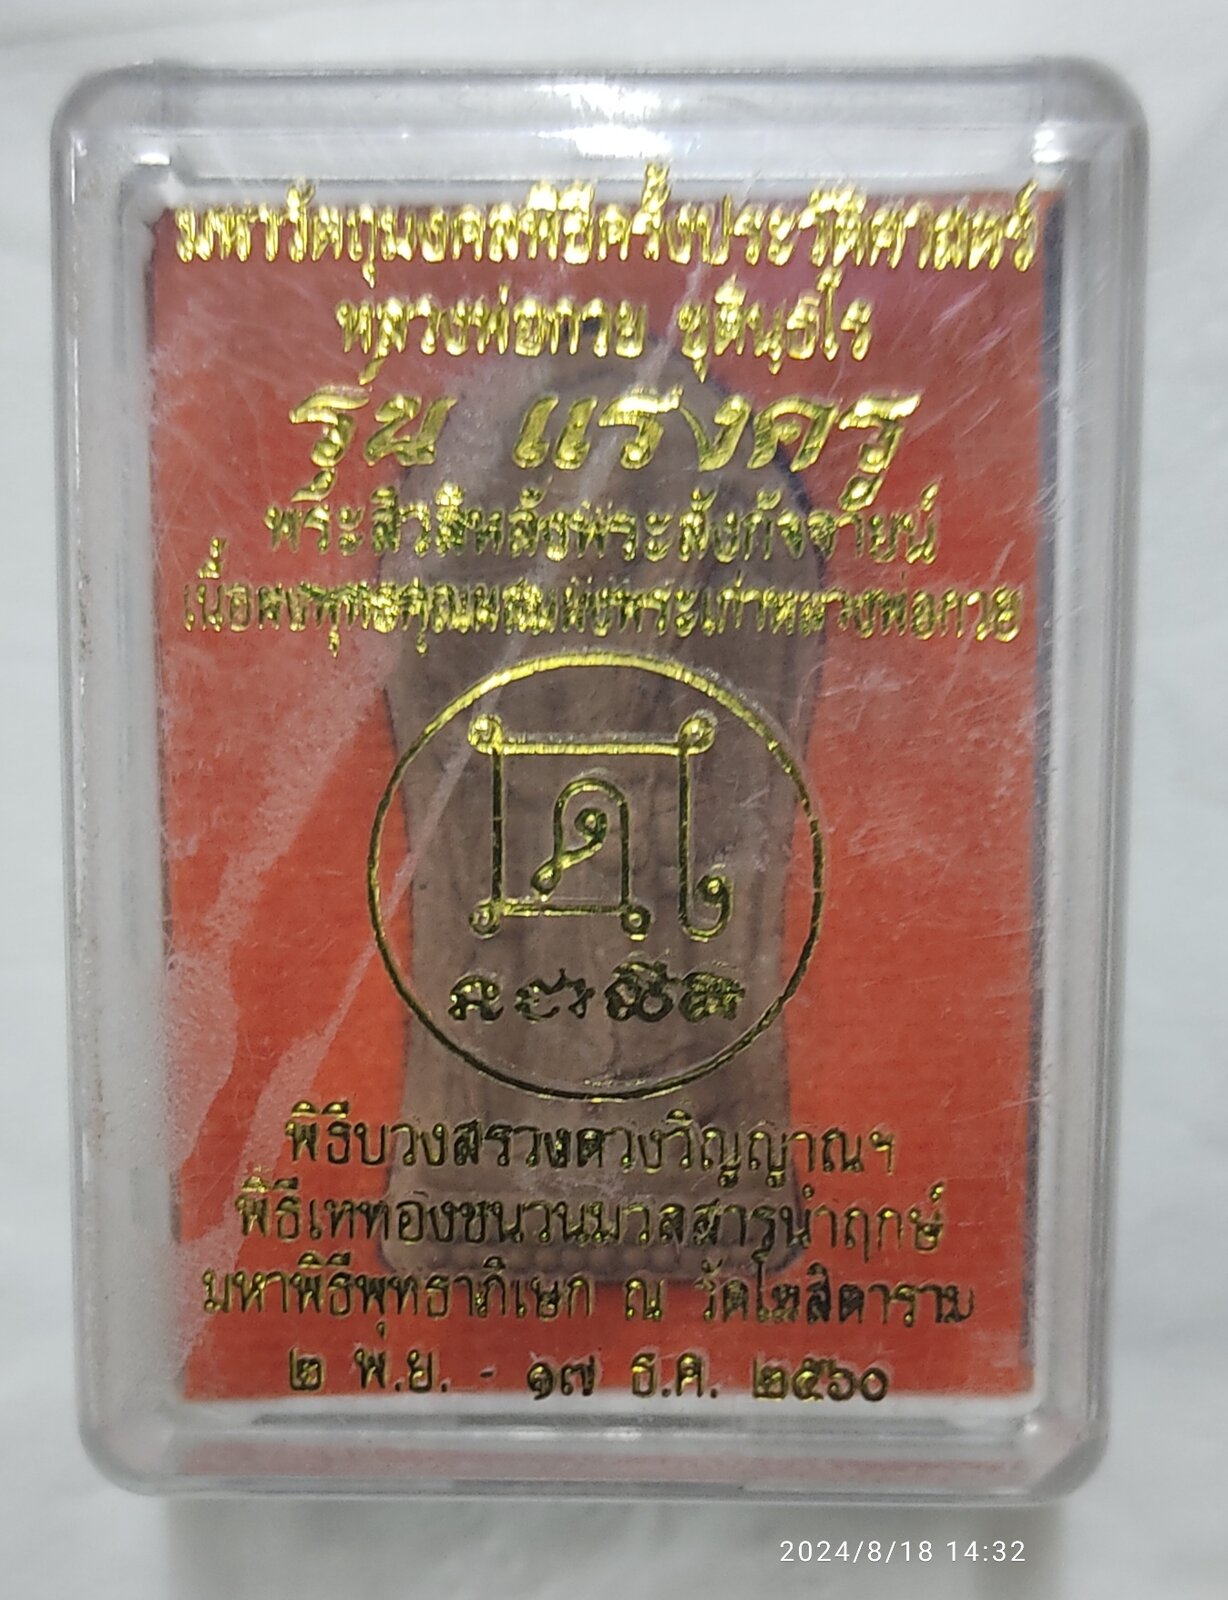 มหาวัตถุมงคลพิธีครั้งประวัติศาสตร์
หลวงพ่อกวย ชุตินฺธโร
รุ่น แรงครู
พระสิวลีหลังพระสังกัจจายน์
เนื้อผงพุทธคุณผสมผงพระเก่าหลวงพ่อกวย
พิธีบวงสรวงดวงวิญญาณฯ
พิธีเททองชนวนมวลสารนำฤกษ์
มหาพิธีพุทธาภิเษก ณ วัดโฆสิตาราม
๒ พ.ย. - ๑๗ ธ.ค. ๒๕๖๐
2024/8/18 14:32